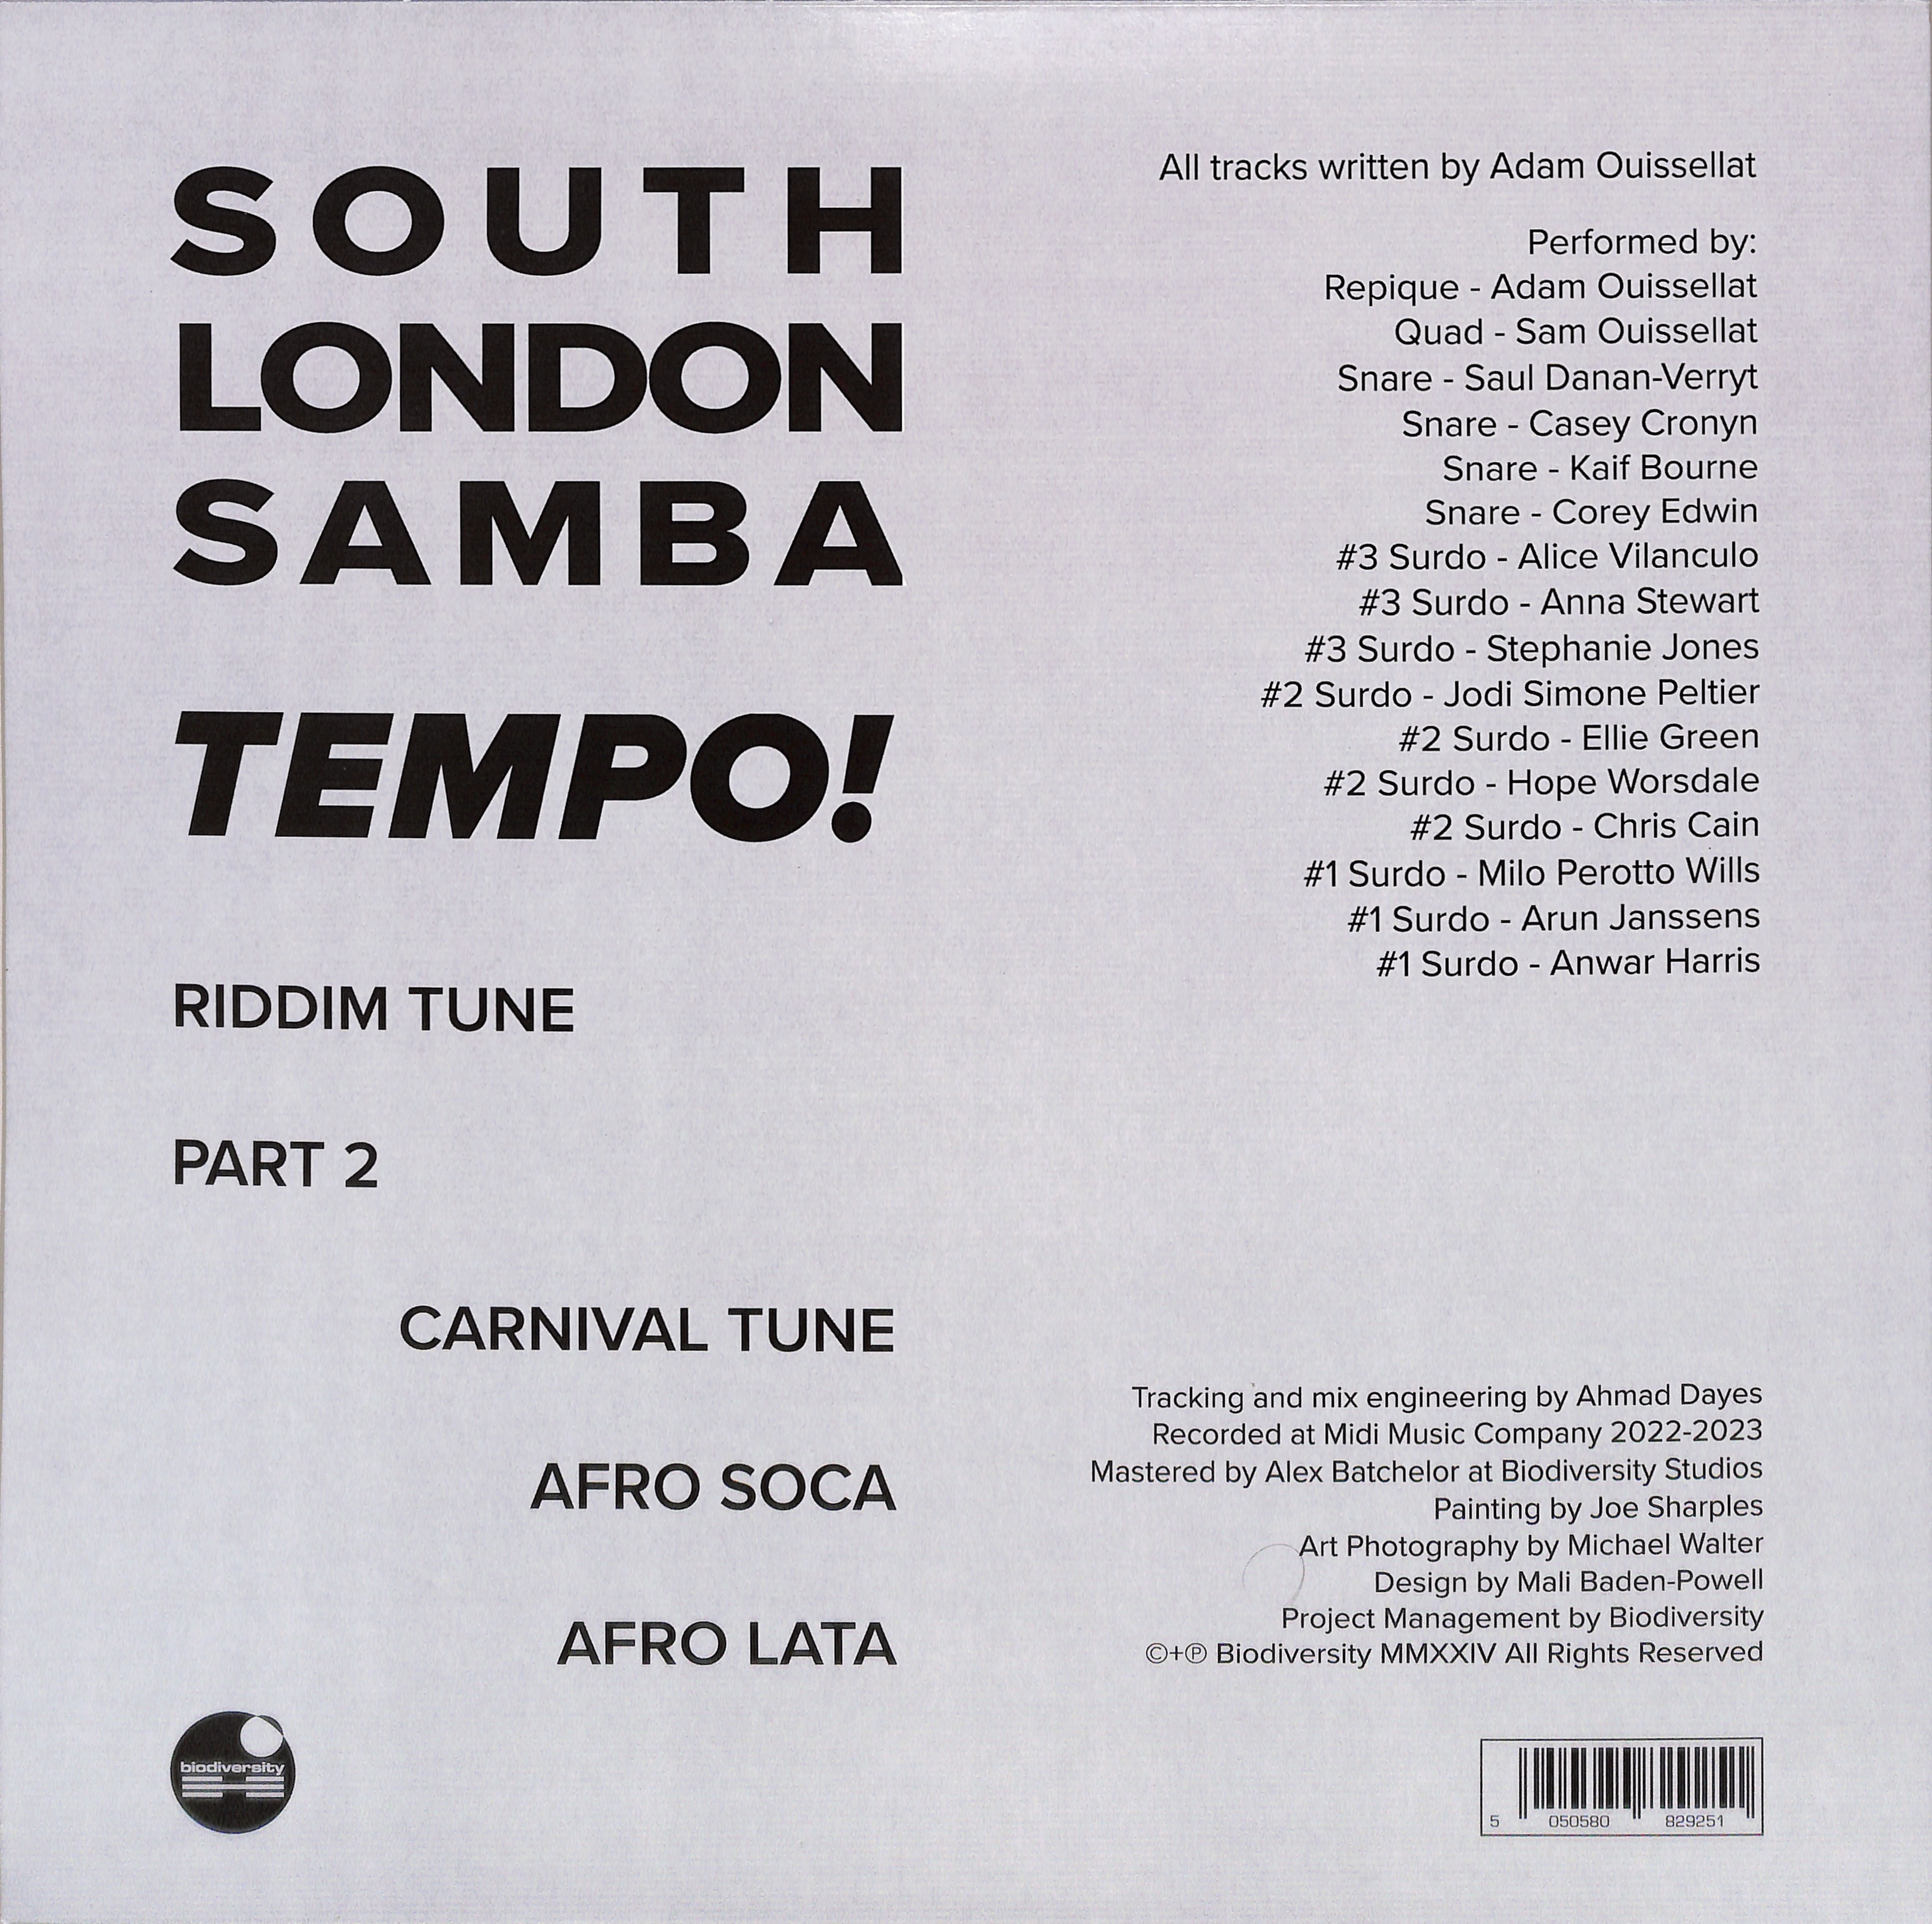 SOUTH
LONDON
SAMBA
TEMPO!
RIDDIM TUNE
PART 2
CARNIVAL TUNE
AFRO SOCA
AFRO LATA
biodiversity
All tracks written by Adam Ouissellat
Performed by:
Repique - Adam Ouissellat
Quad - Sam Ouissellat
Snare - Saul Danan-Verryt
Snare - Casey Cronyn
Snare - Kaif Bourne
Snare - Corey Edwin
#3 Surdo - Alice Vilanculo
#3 Surdo - Anna Stewart
#3 Surdo - Stephanie Jones
#2 Surdo - Jodi Simone Peltier
#2 Surdo - Ellie Green
#2 Surdo - Hope Worsdale
#2 Surdo - Chris Cain
#1 Surdo - Milo Perotto Wills
#1 Surdo - Arun Janssens
#1 Surdo - Anwar Harris
Tracking and mix engineering by Ahmad Dayes
Recorded at Midi Music Company 2022-2023
Mastered by Alex Batchelor at Biodiversity Studios
Painting by Joe Sharples
Art Photography by Michael Walter
Design by Mali Baden-Powell
Project Management by Biodiversity
©+℗ Biodiversity MMXXIV All Rights Reserved
5 050580 829251